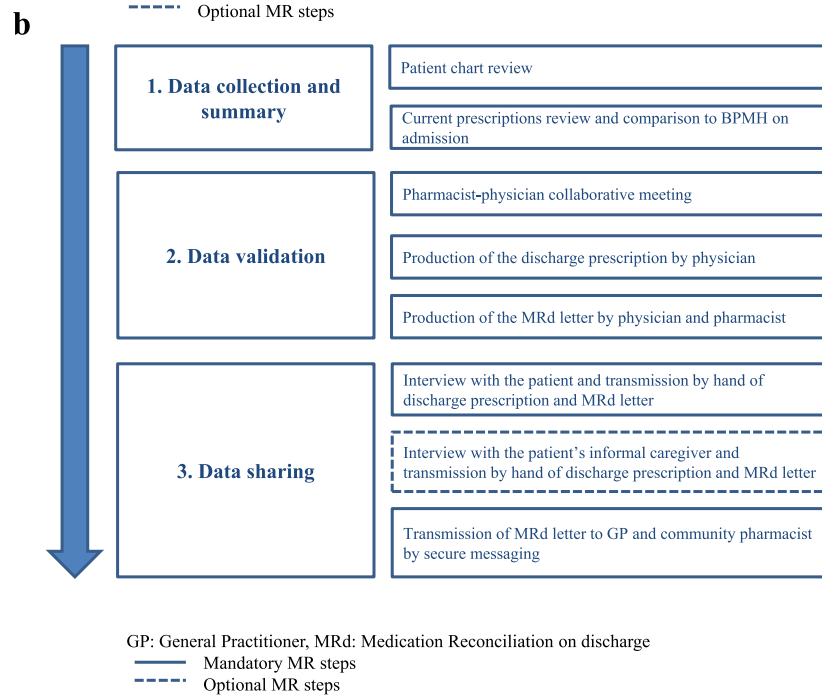 Optional MR steps
b
1. Data collection and
summary
Patient chart review
Current prescriptions review and comparison to BPMH on
admission
2. Data validation
Pharmacist-physician collaborative meeting
Production of the discharge prescription by physician
Production of the MRd letter by physician and pharmacist
3. Data sharing
Interview with the patient and transmission by hand of
discharge prescription and MRd letter
Interview with the patient's informal caregiver and
transmission by hand of discharge prescription and MRd letter
Transmission of MRd letter to GP and community pharmacist
by secure messaging
GP: General Practitioner, MRd: Medication Reconciliation on discharge
Mandatory MR steps
Optional MR steps